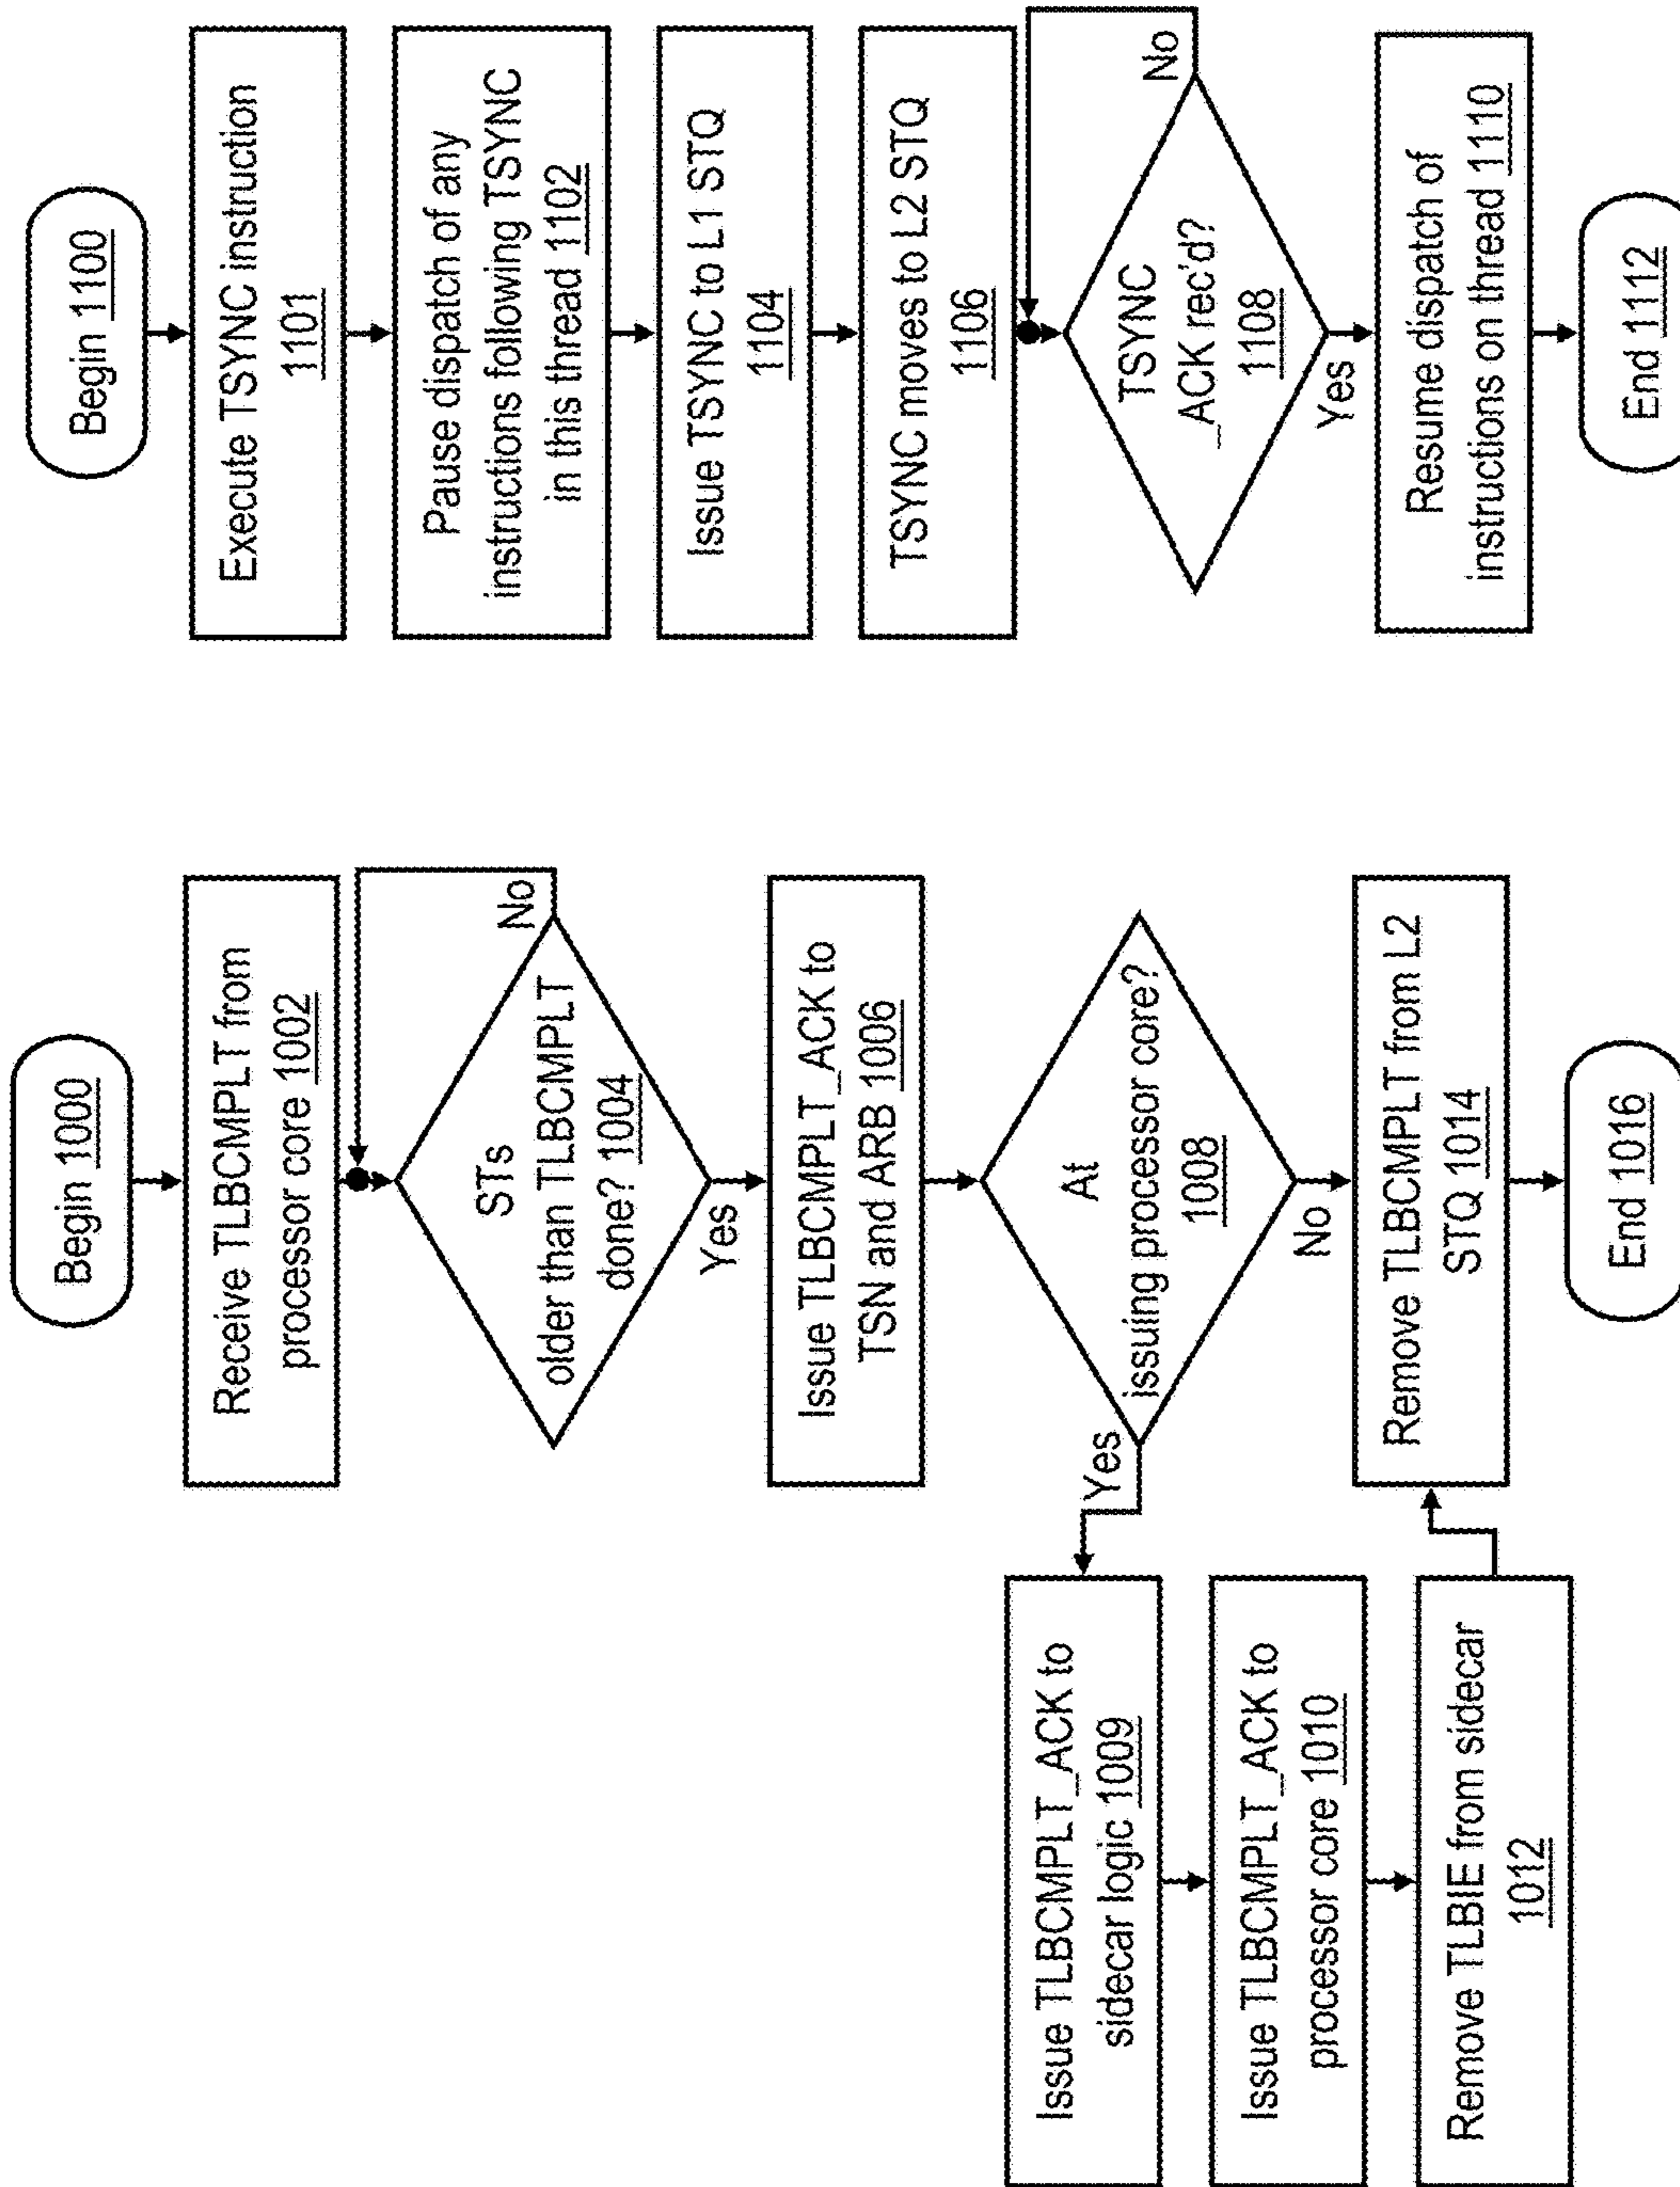 Begin 1000
Receive TLBCMPLT from
processor core 1002
STs
older than TLBCMPLT
done? 1004
No
Yes
Issue TLBCMPLT_ACK to
TSN and ARB 1006
At
issuing processor core?
1008
Yes
No
Issue TLBCMPLT_ACK to
sidecar logic 1009
Issue TLBCMPLT_ACK to
processor core 1010
Remove TLBIE from sidecar
1012
Remove TLBCMPLT from L2
STQ 1014
End 1016
Begin 1100
Execute TSYNC instruction
1101
Pause dispatch of any
instructions following TSYNC
in this thread 1102
Issue TSYNC to L1 STQ
1104
TSYNC moves to L2 STQ
1106
TSYNC
_ACK rec'd?
1108
No
Yes
Resume dispatch of
instructions on thread 1110
End 1112